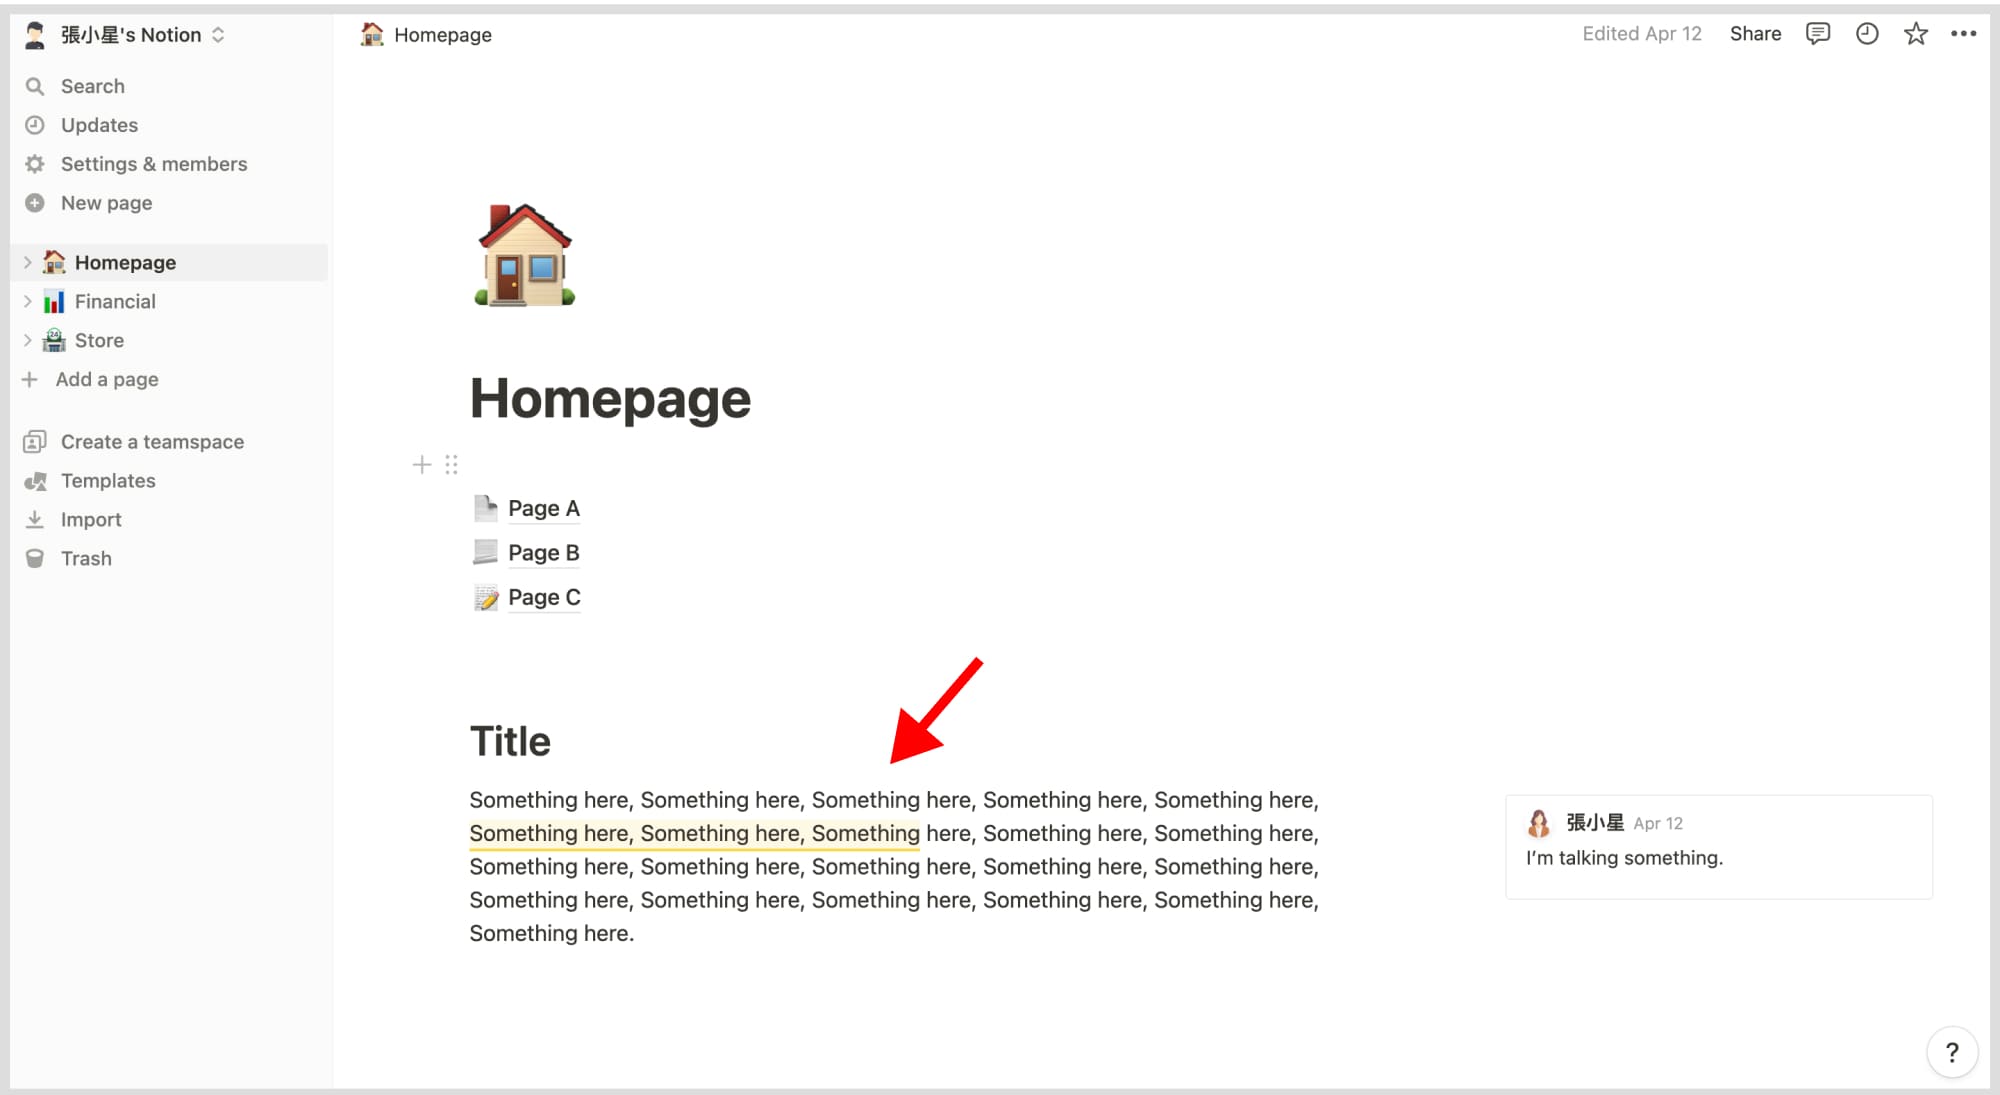 張小星's Notion
Search
Updates
Settings & members
New page
Homepage
Financial
Store
Add a page
Create a teamspace
Templates
Import
Trash
Homepage
Edited Apr 12
Share
Homepage
Page A
Page B
Page C
Title
Something here, Something here, Something here, Something here, Something here,
Something here, Something here, Something here, Something here, Something here,
Something here, Something here, Something here, Something here, Something here,
Something here, Something here, Something here, Something here, Something here,
Something here.
張小星 Apr 12
I’m talking something.
?